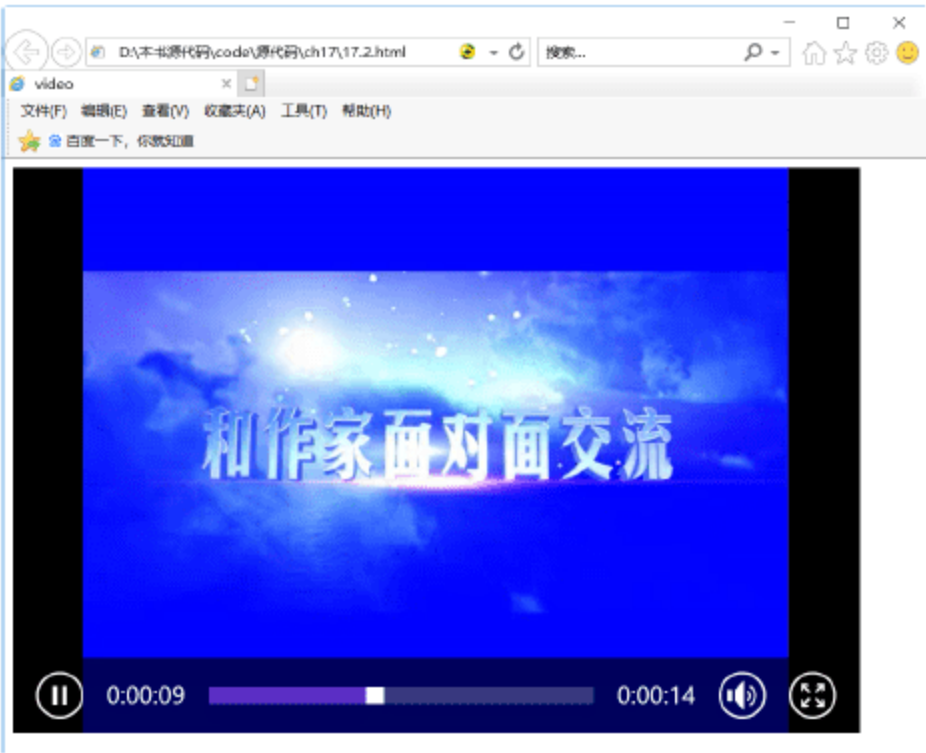 D:\本书源代码\code\源代码\ch17\17.2.html
搜索...
video
文件(F) 编辑(E) 查看(V) 收藏夹(A) 工具(T) 帮助(H)
百度一下，你就知道
和作家面对面交流
0:00:09 0:00:14